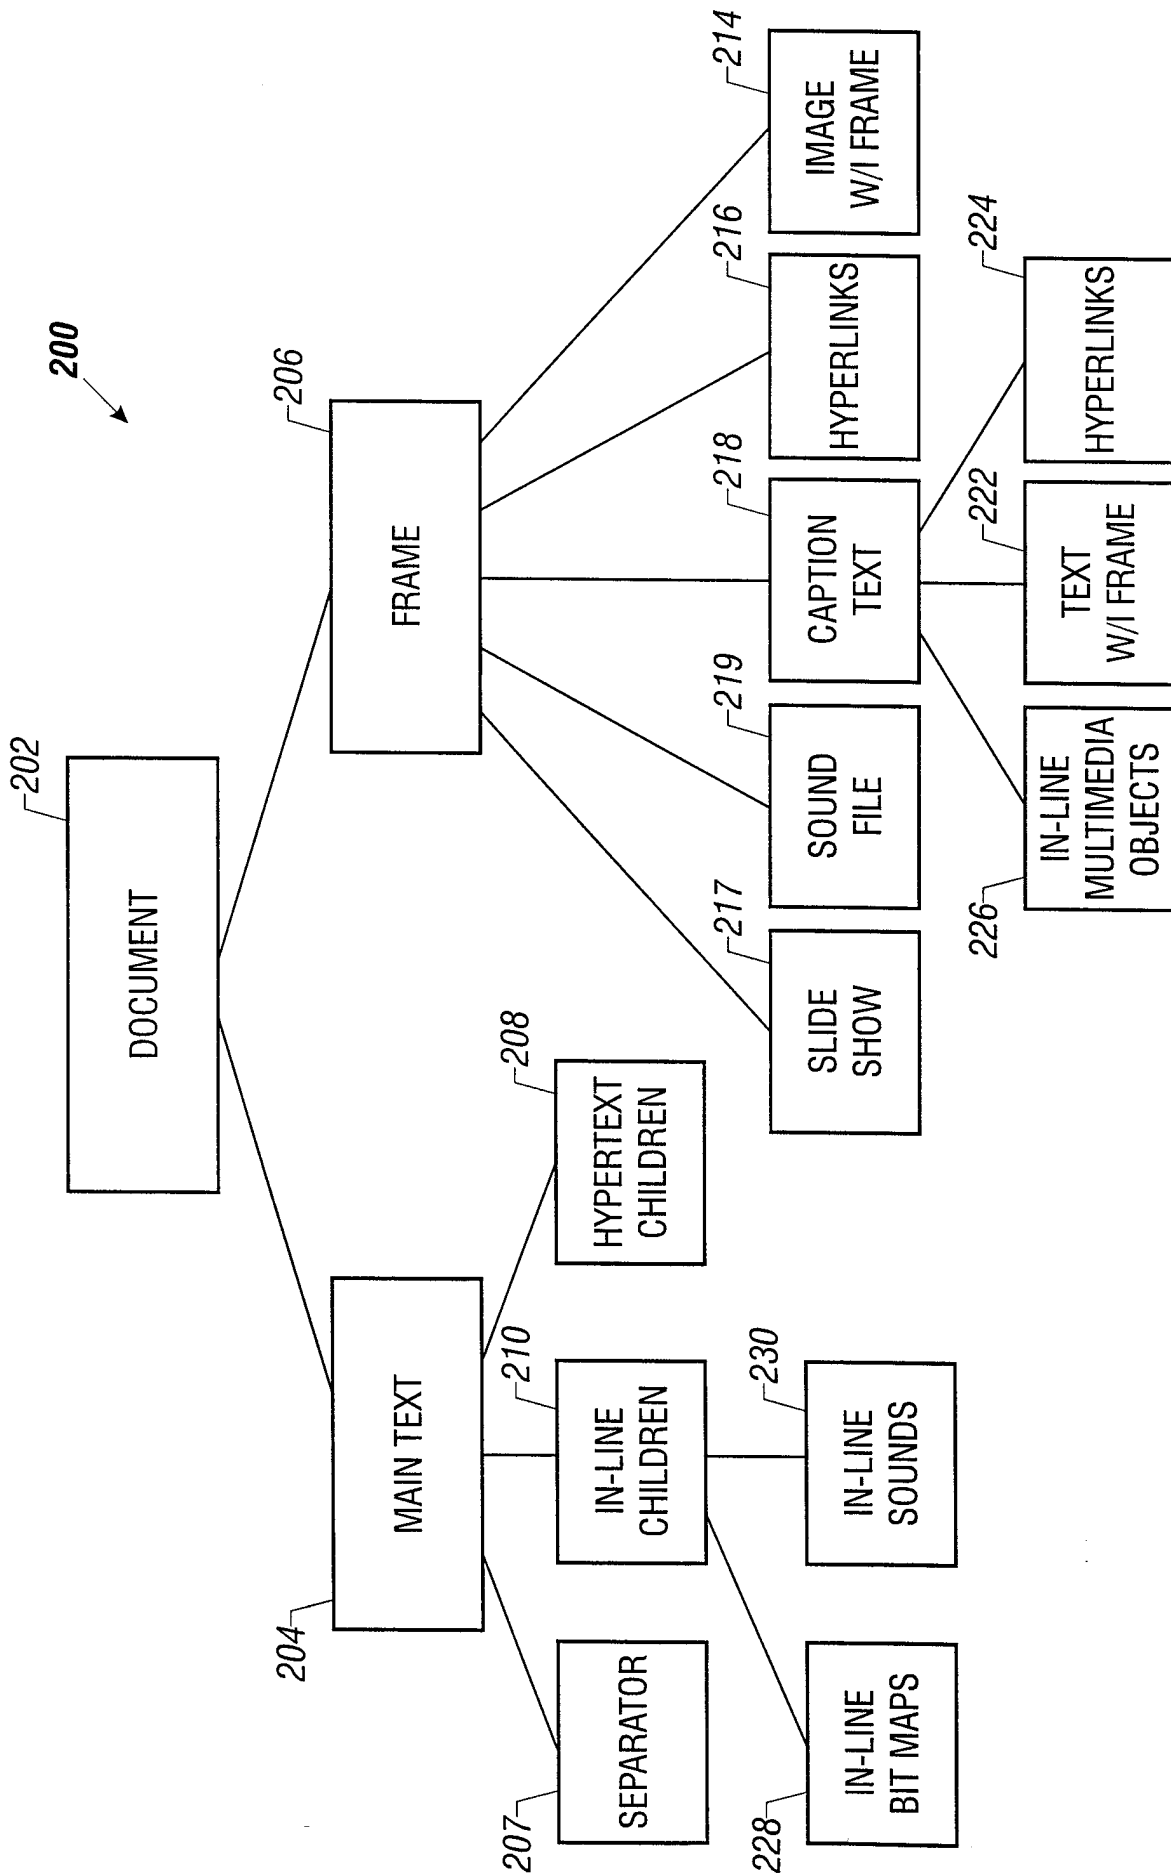 200
202
DOCUMENT
204
MAIN TEXT
206
FRAME
207
SEPARATOR
210
IN-LINE
CHILDREN
208
HYPERTEXT
CHILDREN
228
IN-LINE
BIT MAPS
230
IN-LINE
SOUNDS
217
SLIDE
SHOW
219
SOUND
FILE
218
CAPTION
TEXT
216
HYPERLINKS
214
IMAGE
W/I FRAME
226
IN-LINE
MULTIMEDIA
OBJECTS
222
TEXT
W/I FRAME
224
HYPERLINKS